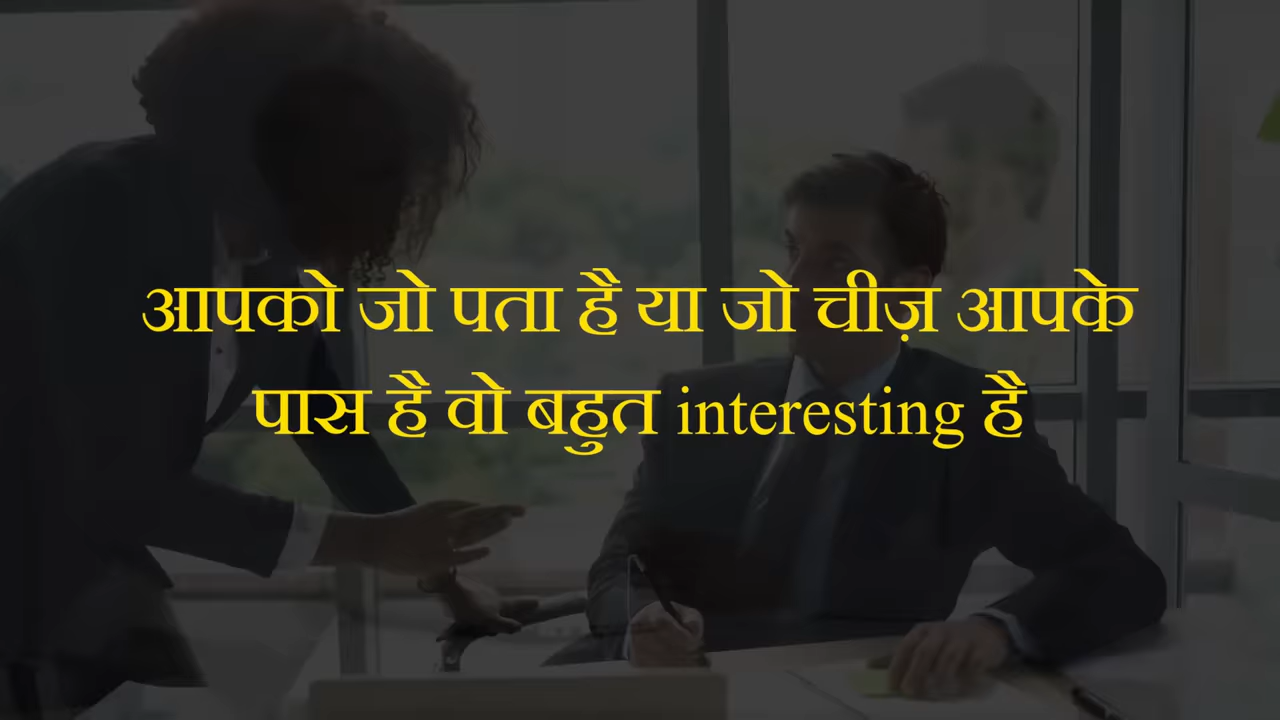 आपको जो पता है या जो चीज़ आपके
पास है वो बहुत interesting है